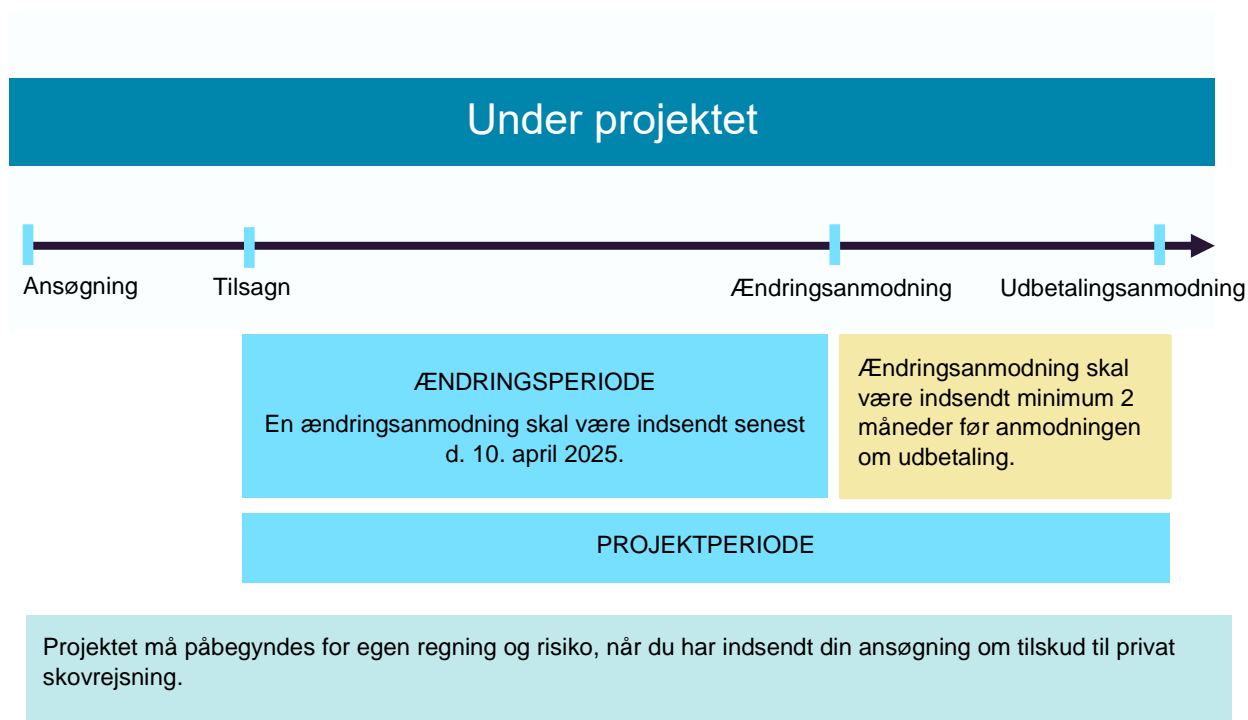 Under projektet
Ansøgning
Tilsagn
Ændringsanmodning
Udbetalingsanmodning
ÆNDRINGSPERIODE
En ændringsanmodning skal være indsendt senest
d. 10. april 2025.
Ændringsanmodning skal
være indsendt minimum 2
måneder før anmodningen
om udbetaling.
PROJEKTPERIODE
Projektet må påbegyndes for egen regning og risiko, når du har indsendt din ansøgning om tilskud til privat
skovrejsning.